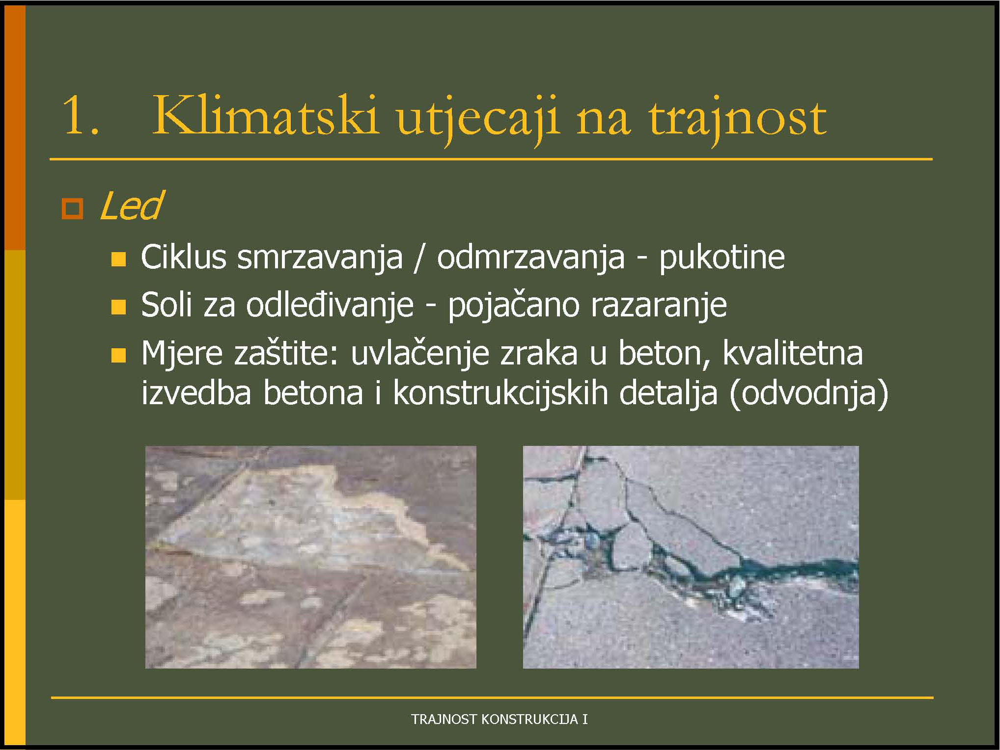 1. Klimatski utjecaji na trajnost
Led
Ciklus smrzavanja / odmrzavanja - pukotine
Soli za odleđivanje - pojačano razaranje
Mjere zaštite: uvlačenje zraka u beton, kvalitetna
izvedba betona i konstrukcijskih detalja (odvodnja)
TRAJNOST KONSTRUKCIJA I